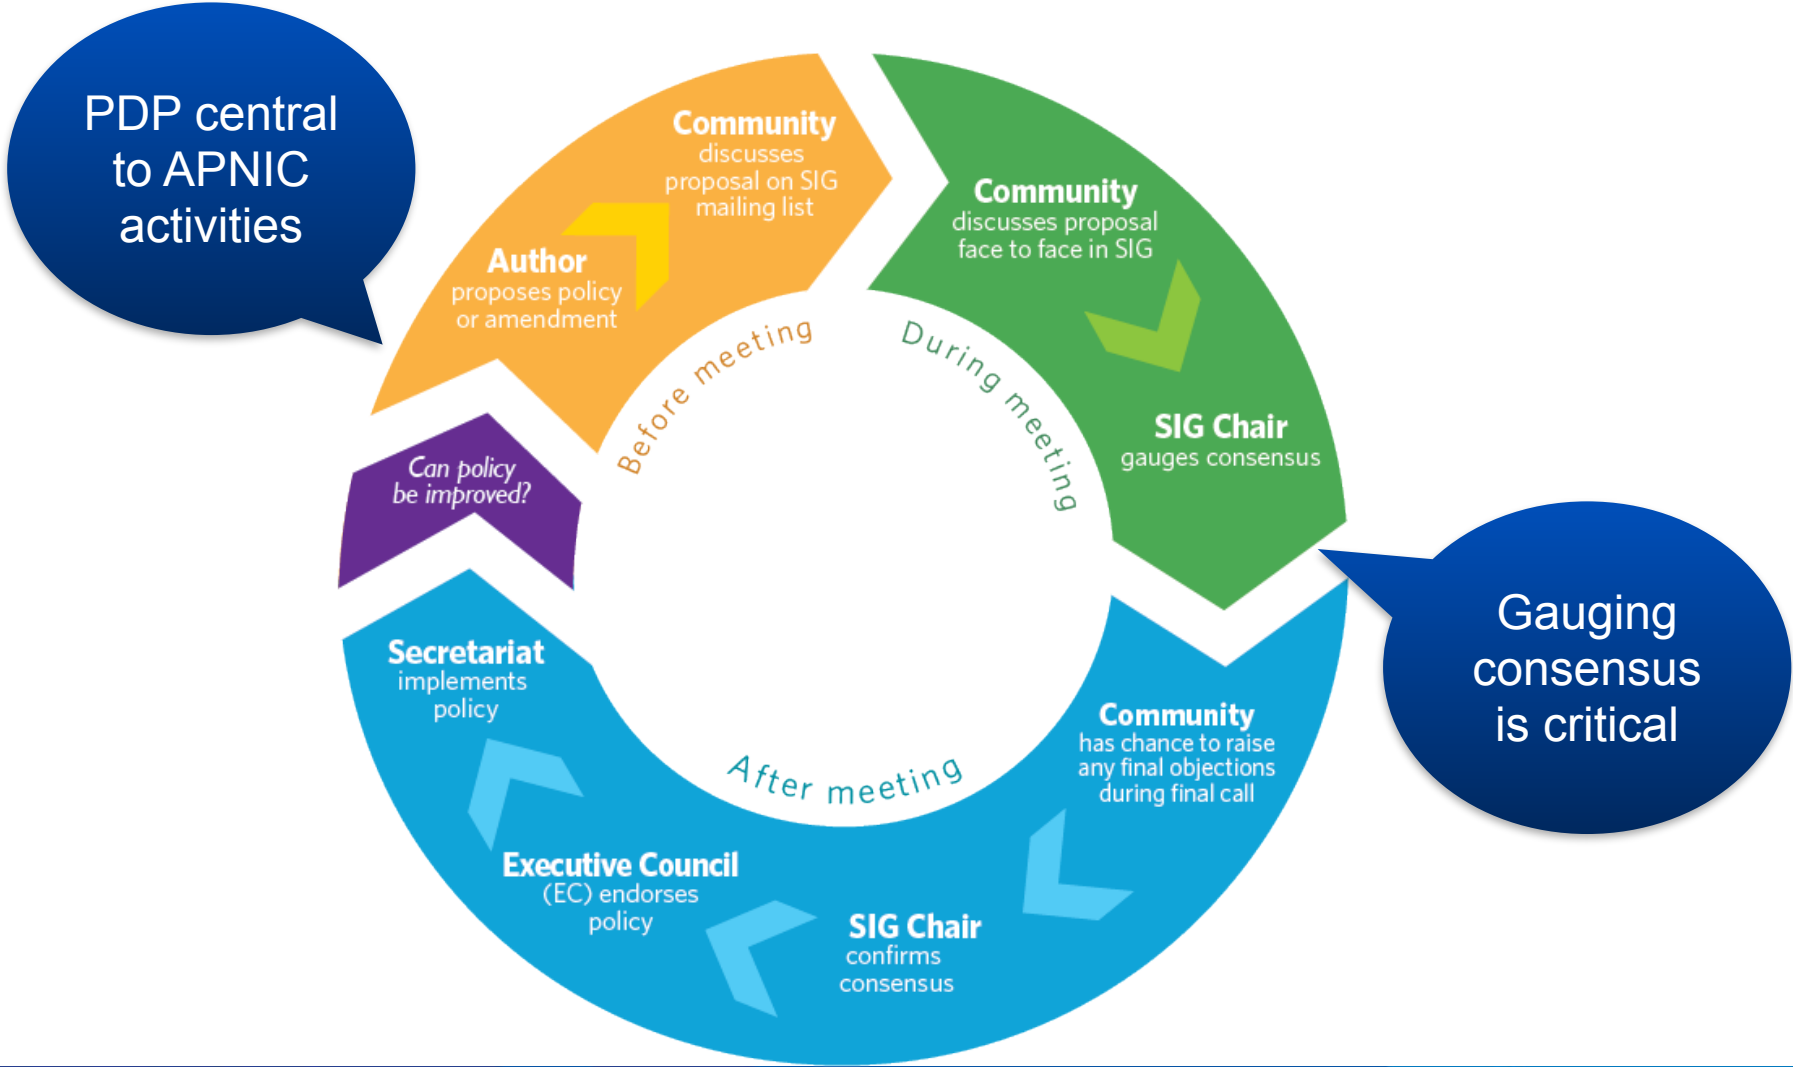 PDP central
to APNIC
activities
Community
discusses
proposal on SIG
mailing list
Author
proposes policy
or amendment
Before meeting
Community
discusses proposal
face to face in SIG
SIG Chair
gauges consensus
During meeting
Gauging
consensus
is critical
Community
has chance to raise
any final objections
during final call
SIG Chair
confirms
consensus
Executive Council
(EC) endorses
policy
Secretariat
implements
policy
After meeting
Can policy
be improved?